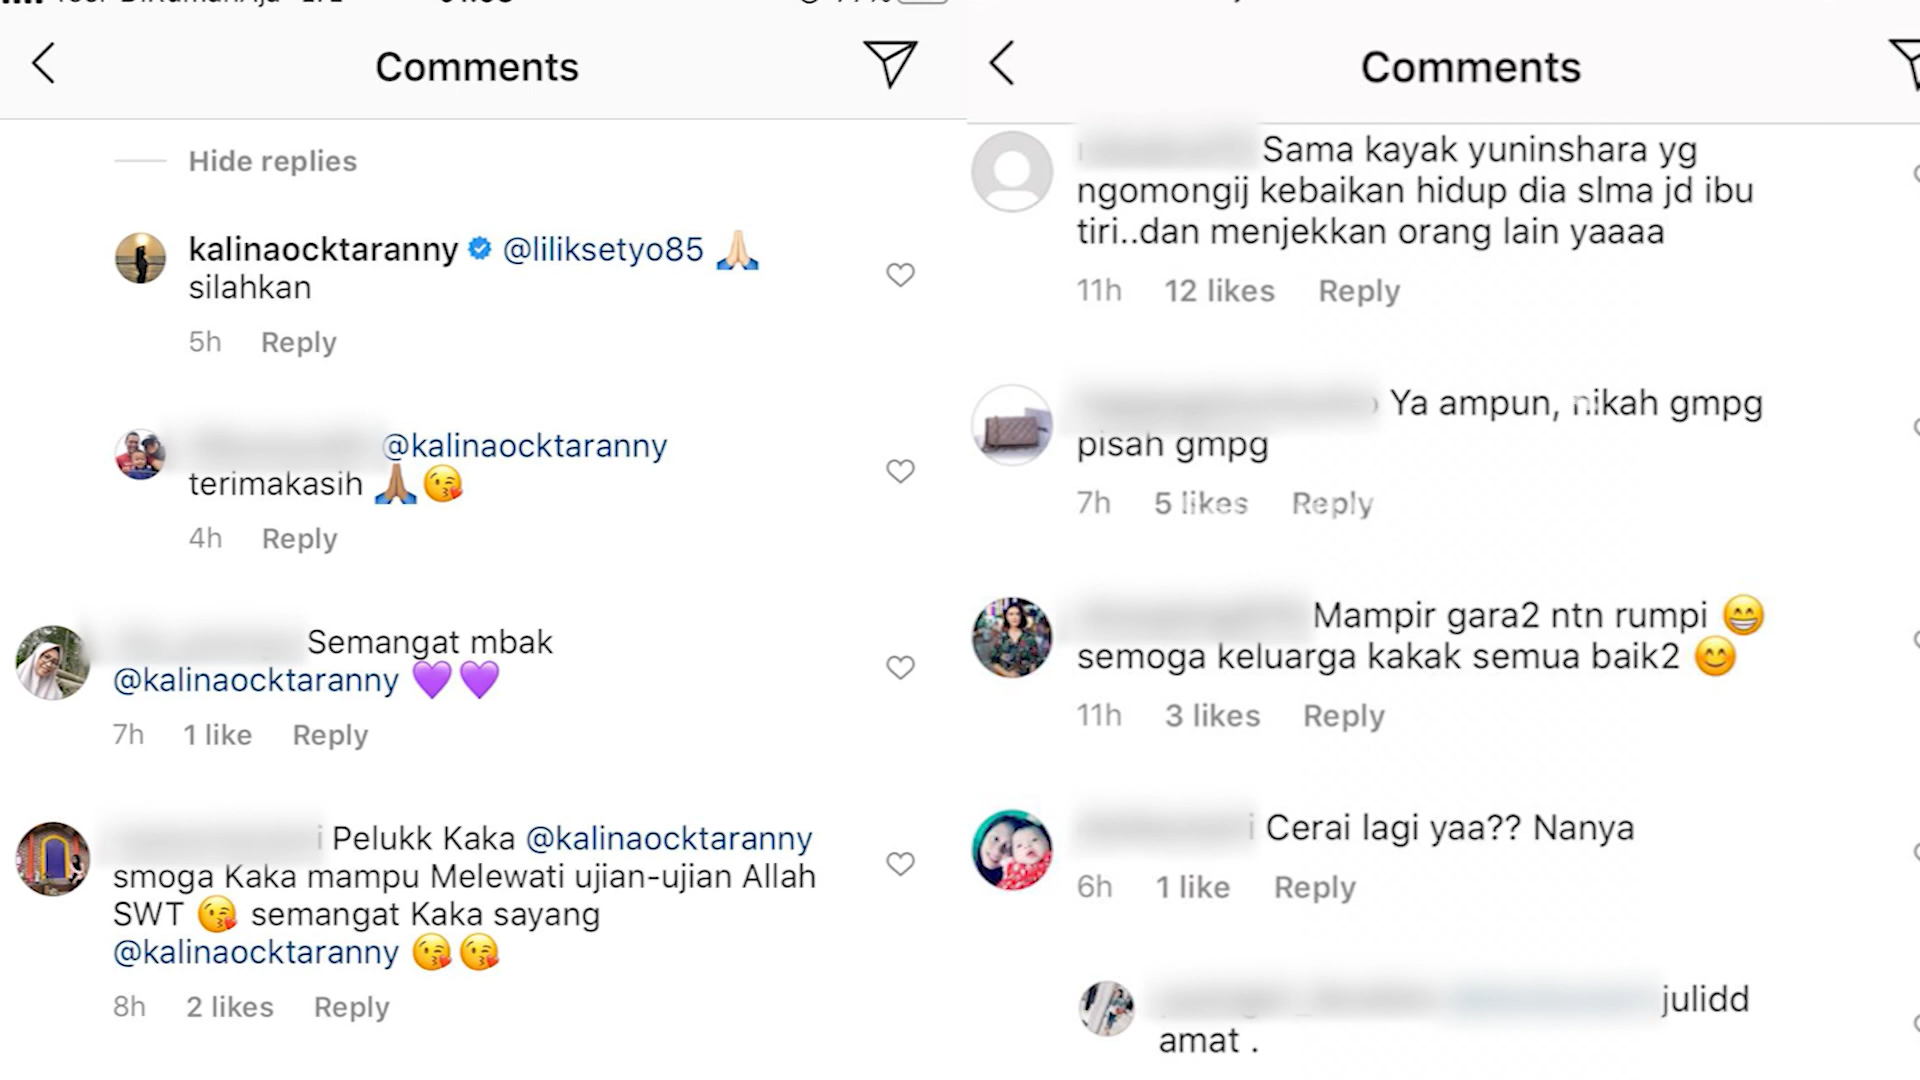 Comments
Hide replies
kalinaocktaranny @liliksetyo85 🙏🏻
silahkan
5h Reply
@kalinaocktaranny
terimakasih 🙏🏽😘
4h Reply
Semangat mbak
@kalinaocktaranny 💜💜
7h 1 like Reply
Pelukk Kaka @kalinaocktaranny
smoga Kaka mampu Melewati ujian-ujian Allah
SWT 😘 semangat Kaka sayang
@kalinaocktaranny 😘😘
8h 2 likes Reply
Comments
Sama kayak yuninshara yg
ngomongij kebaikan hidup dia slma jd ibu
tiri..dan menjekkan orang lain yaaaa
11h 12 likes Reply
Ya ampun, nikah gmpg
pisah gmpg
7h 5 likes Reply
Mampir gara2 ntn rumpi 😁
semoga keluarga kakak semua baik2 😊
11h 3 likes Reply
Cerai lagi yaa?? Nanya
6h 1 like Reply
julidd
amat .